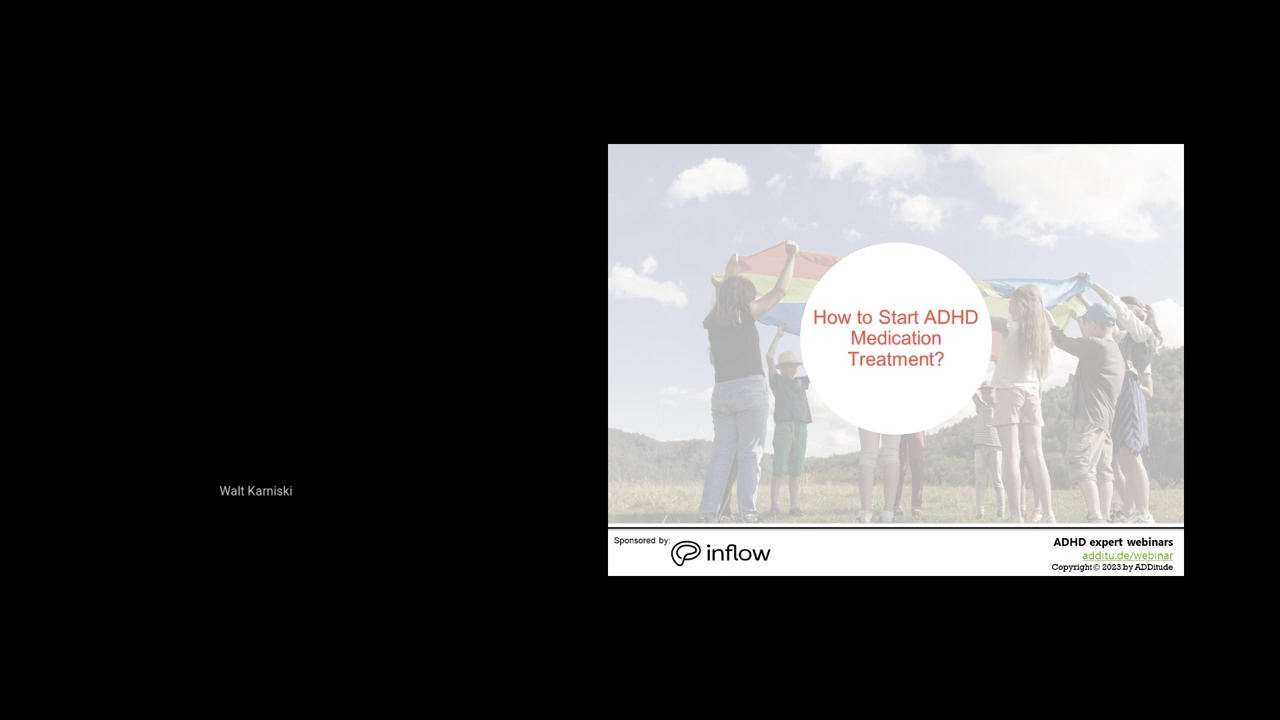 How to Start ADHD
Medication
Treatment?
Walt Karniski
Sponsored by:
inflow
ADHD expert webinars
additu.de/webinar
Copyright © 2023 by ADDitude